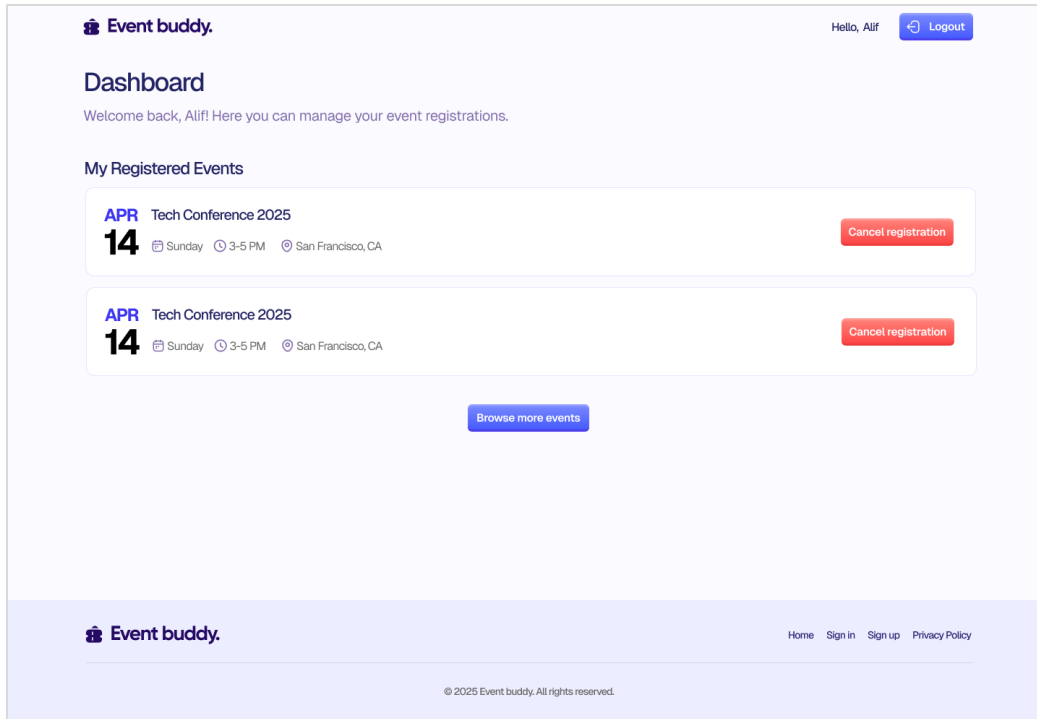 Event buddy.
Hello, Alif
Logout
Dashboard
Welcome back, Alif! Here you can manage your event registrations.
My Registered Events
APR
14
Tech Conference 2025
Sunday 3-5 PM San Francisco, CA
Cancel registration
APR
14
Tech Conference 2025
Sunday 3-5 PM San Francisco, CA
Cancel registration
Browse more events
Event buddy.
Home Sign in Sign up Privacy Policy
© 2025 Event buddy. All rights reserved.